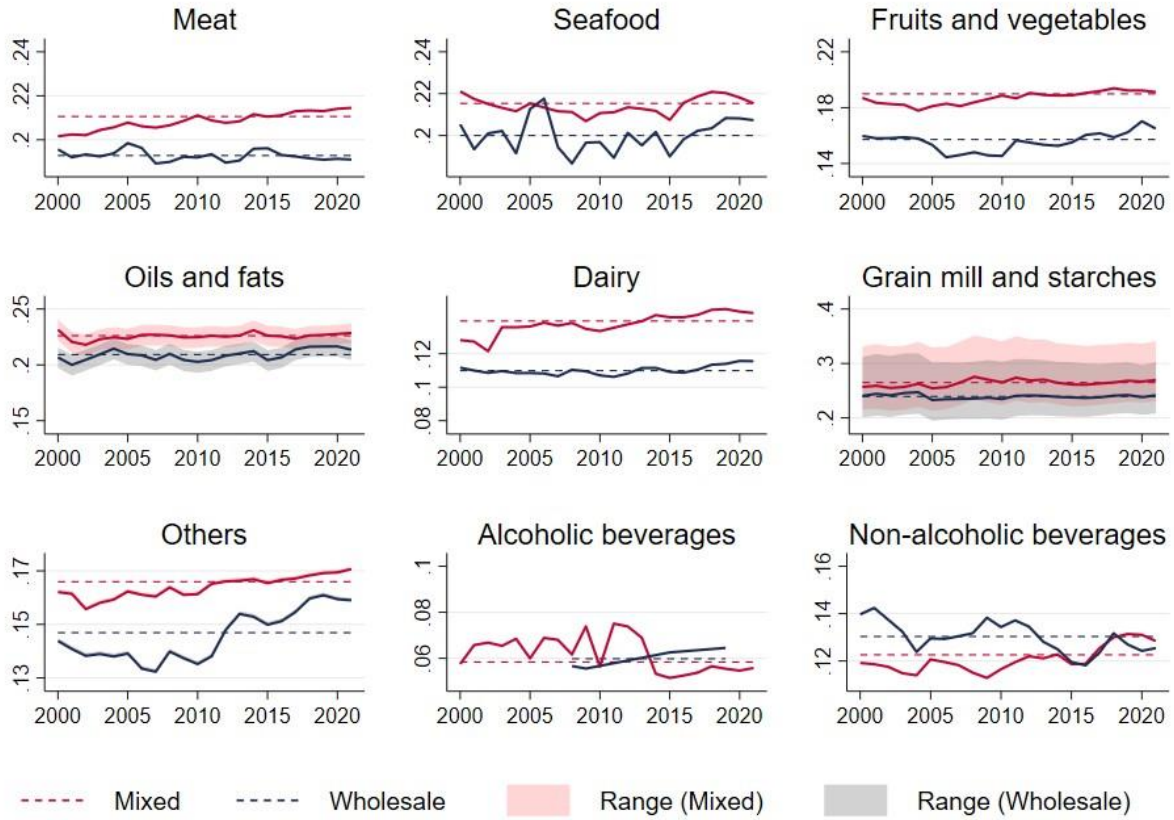 Meat
Seafood
Fruits and vegetables
.24
.22
.2
2000 2005 2010 2015 2020
.24
.22
.2
2000 2005 2010 2015 2020
.22
.18
.14
2000 2005 2010 2015 2020
Oils and fats
Dairy
Grain mill and starches
.25
.2
.15
2000 2005 2010 2015 2020
.12
.1
.08
2000 2005 2010 2015 2020
.4
.3
.2
2000 2005 2010 2015 2020
Others
Alcoholic beverages
Non-alcoholic beverages
.17
.15
.13
2000 2005 2010 2015 2020
.1
.08
.06
2000 2005 2010 2015 2020
.16
.14
.12
2000 2005 2010 2015 2020
Mixed
Wholesale
Range (Mixed)
Range (Wholesale)